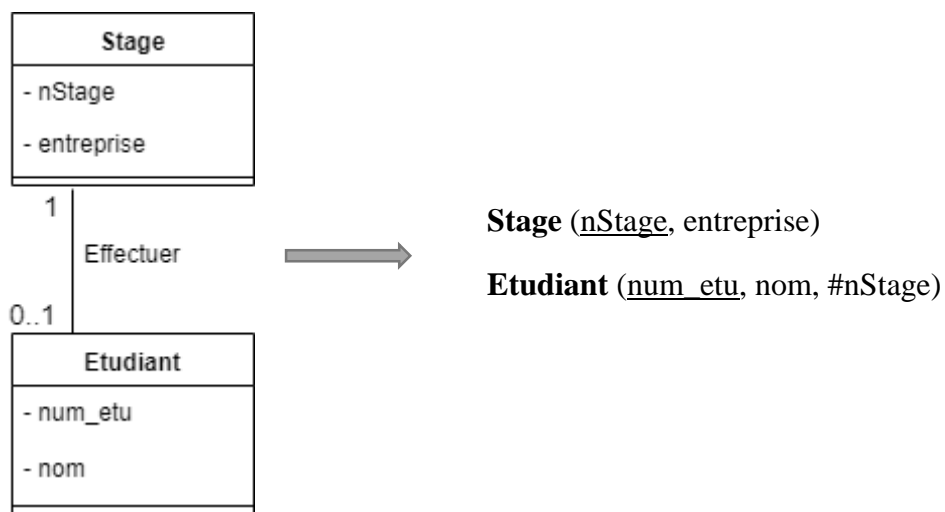 Stage
- nStage
- entreprise
1
Effectuer
0..1
Etudiant
- num_etu
- nom
Stage (nStage, entreprise)
Etudiant (num_etu, nom, #nStage)